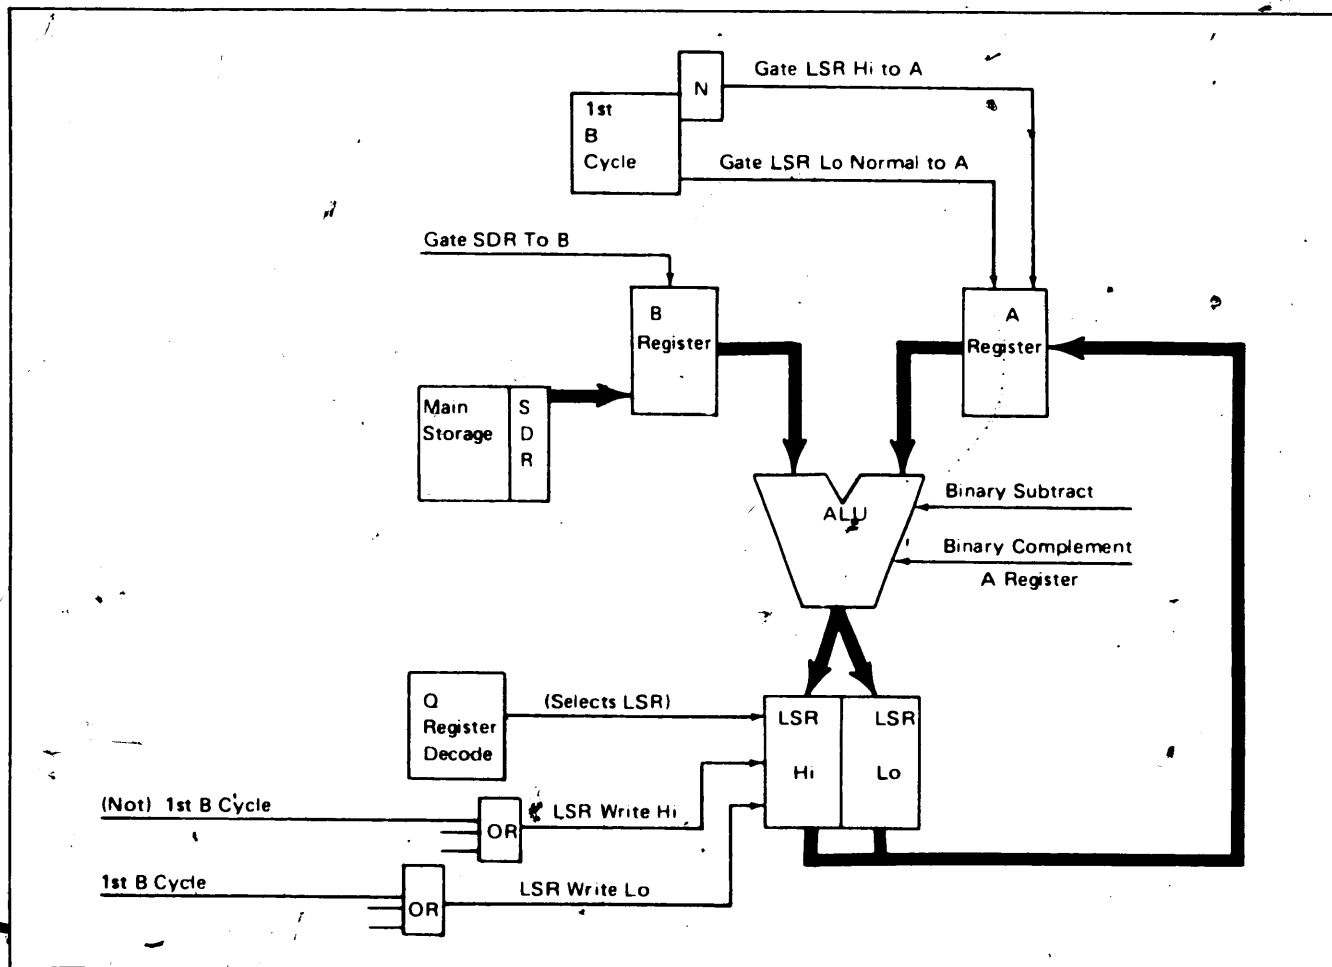 N
Gate LSR Hi to A
1st
B
Cycle
Gate LSR Lo Normal to A
Gate SDR To B
B
Register
A
Register
Main
Storage
S
D
R
ALU
Binary Subtract
Binary Complement
A Register
Q
Register
Decode
(Selects LSR)
LSR
Hi
LSR
Lo
(Not) 1st B Cycle
OR
LSR Write Hi
1st B Cycle
OR
LSR Write Lo